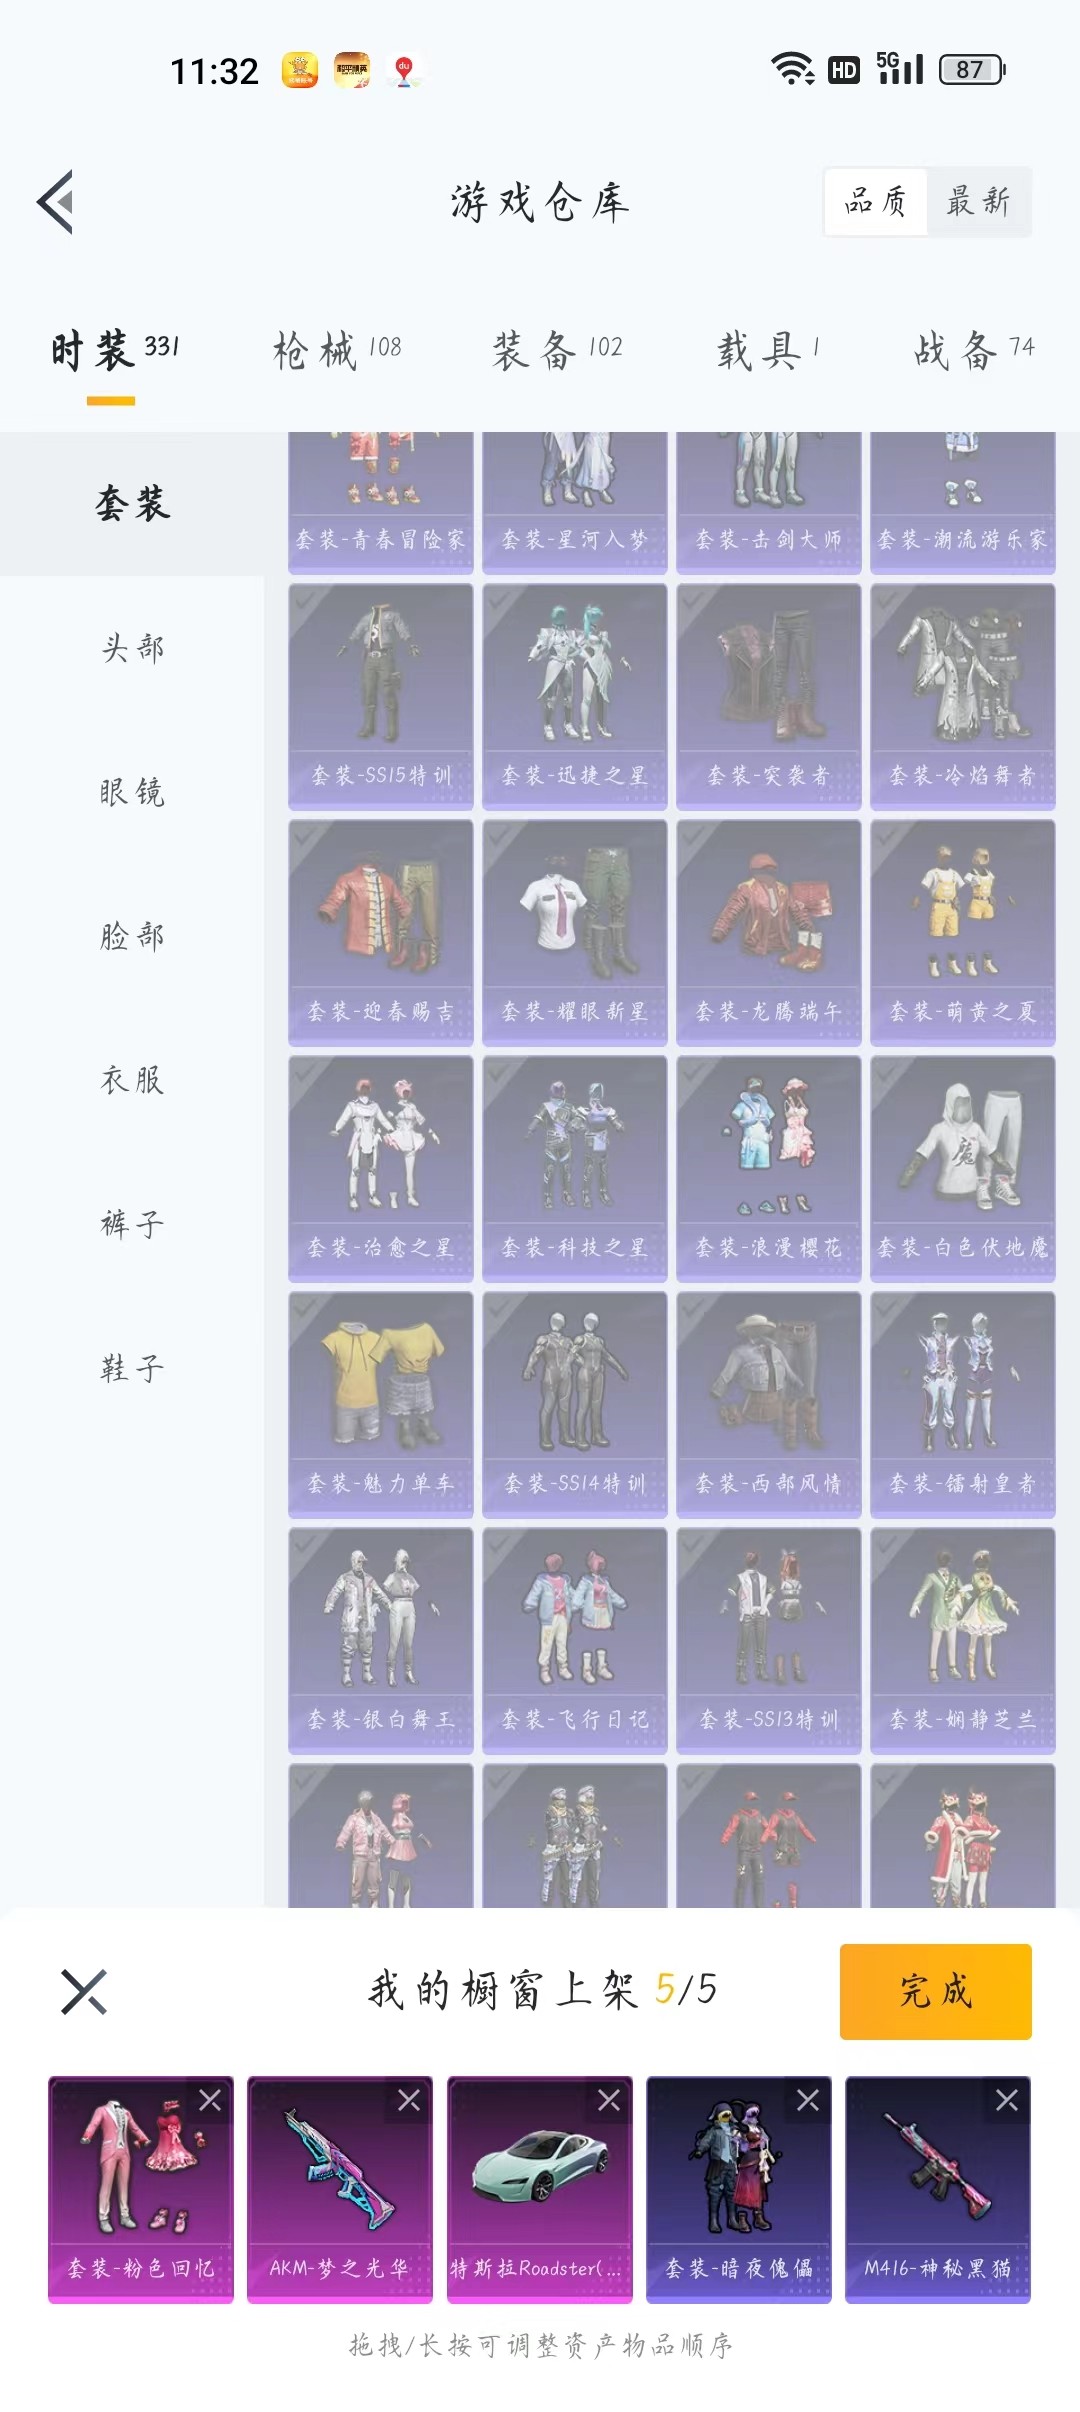 11:32
HD
5G
87
游戏仓库
品质 最新
时装 331
枪械 108
装备 102
载具 1
战备 74
套装
头部
眼镜
脸部
衣服
裤子
鞋子
套装-青春冒险家 套装-星河入梦 套装-击剑大师 套装-潮流游乐家
套装-SS15特训 套装-迅捷之星 套装-突袭者 套装-冷焰舞者
套装-迎春赐吉 套装-耀眼新星 套装-龙腾端午 套装-萌黄之夏
套装-治愈之星 套装-科技之星 套装-浪漫樱花 套装-白色伏地魔
套装-魅力单车 套装-SS14特训 套装-西部风情 套装-镭射皇者
套装-银白舞王 套装-飞行日记 套装-SS13特训 套装-娴静芝兰
我的橱窗上架 5/5
完成
套装-粉色回忆 AKM-梦之光华 特斯拉Roadster(... 套装-暗夜傀儡 M416-神秘黑猫
拖拽/长按可调整资产物品顺序